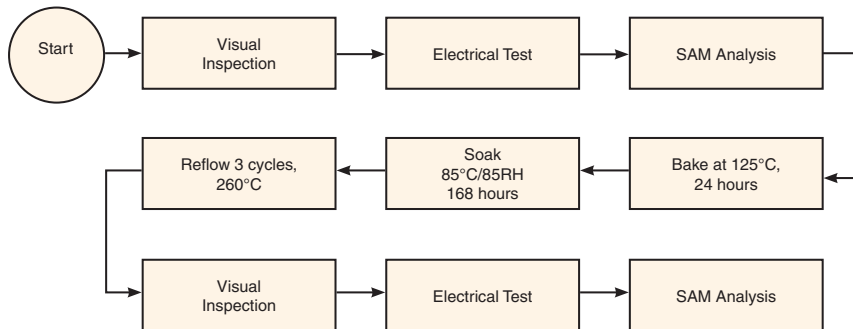 Start
Visual
Inspection
Electrical Test
SAM Analysis
Bake at 125°C,
24 hours
Soak
85°C/85RH
168 hours
Reflow 3 cycles,
260°C
Visual
Inspection
Electrical Test
SAM Analysis